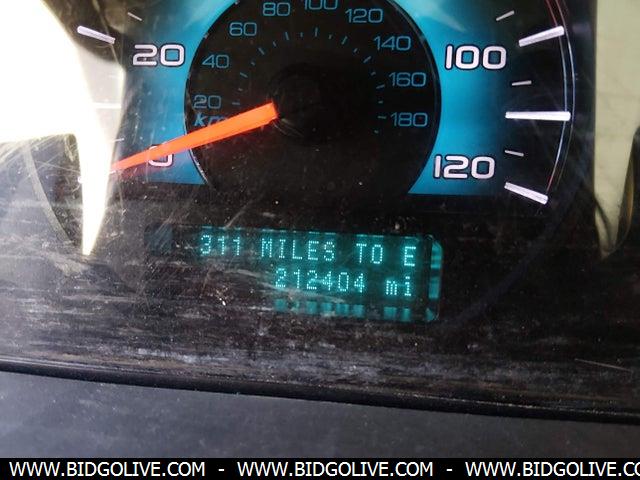 80 100 120
60 140
20 40 160 100
20 180
km
0 120
311 MILES TO E
212404 mi
WWW.BIDGOLIVE.COM - WWW.BIDGOLIVE.COM - WWW.BIDGOLIVE